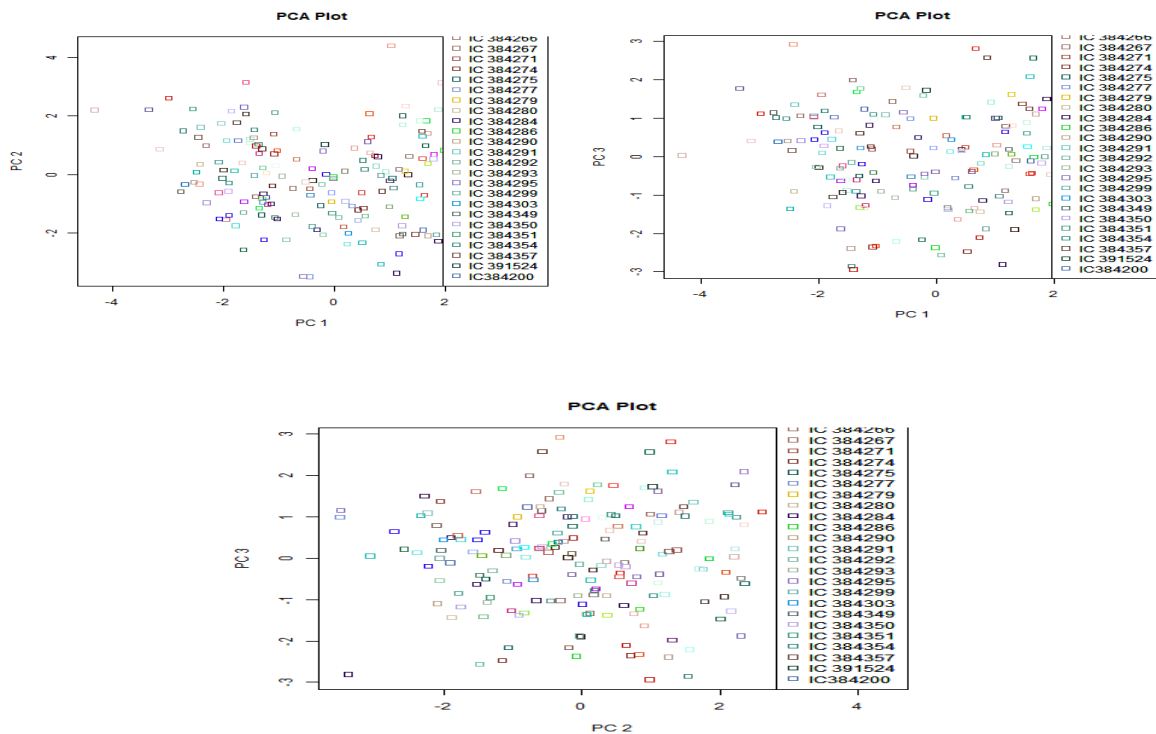 PCA Plot
PC 2
4
2
0
-2
-4
-2
0
2
PC 1
IC 384266
IC 384267
IC 384271
IC 384274
IC 384275
IC 384277
IC 384279
IC 384280
IC 384284
IC 384286
IC 384290
IC 384291
IC 384292
IC 384293
IC 384295
IC 384299
IC 384303
IC 384349
IC 384350
IC 384351
IC 384354
IC 384357
IC 391524
IC384200
PCA Plot
PC 3
3
2
1
0
-1
-2
-3
-4
-2
0
2
PC 1
IC 384266
IC 384267
IC 384271
IC 384274
IC 384275
IC 384277
IC 384279
IC 384280
IC 384284
IC 384286
IC 384290
IC 384291
IC 384292
IC 384293
IC 384295
IC 384299
IC 384303
IC 384349
IC 384350
IC 384351
IC 384354
IC 384357
IC 391524
IC384200
PCA Plot
PC 3
3
2
1
0
-1
-2
-3
-2
0
2
4
PC 2
IC 384266
IC 384267
IC 384271
IC 384274
IC 384275
IC 384277
IC 384279
IC 384280
IC 384284
IC 384286
IC 384290
IC 384291
IC 384292
IC 384293
IC 384295
IC 384299
IC 384303
IC 384349
IC 384350
IC 384351
IC 384354
IC 384357
IC 391524
IC384200